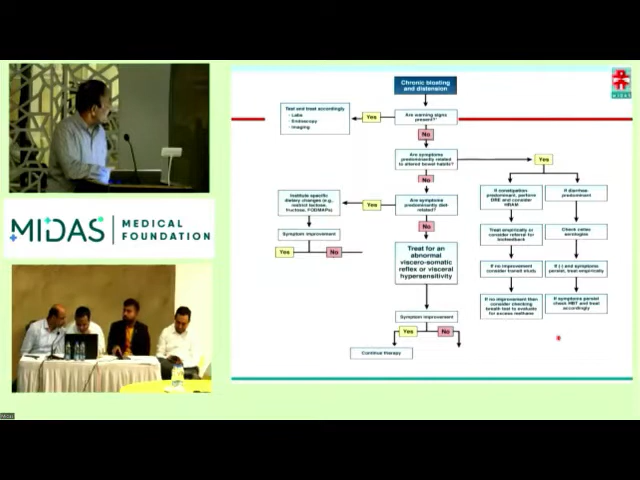 Chronic bloating
and distension
Test and treat accordingly
- Labs
- Endoscopy
- Imaging
Yes
Are warning signs
present?*
No
Are symptoms
predominantly related to
altered bowel habits?
Yes
No
Institute specific
dietary changes (e.g.,
restrict lactose,
fructose, FODMAPs)
Yes
Are symptoms
predominantly diet-
related?
If constipation
predominant, perform
DRE and consider
HRAM
If diarrhea
predominant
No
Symptom improvement
Yes
No
Treat for an
abnormal
viscero-somatic
reflex or visceral
hypersensitivity
Treat empirically or
consider referral for
biofeedback
Check celiac
serologies
If no improvement
consider transit study
If (-) and symptoms
persist, treat empirically
If no improvement then
consider checking
breath test to evaluate
for excess methane
If symptoms persist
check HBT and treat
accordingly
Symptom improvement
Yes
No
Continue therapy
MIDAS
MIDAS
MEDICAL
FOUNDATION